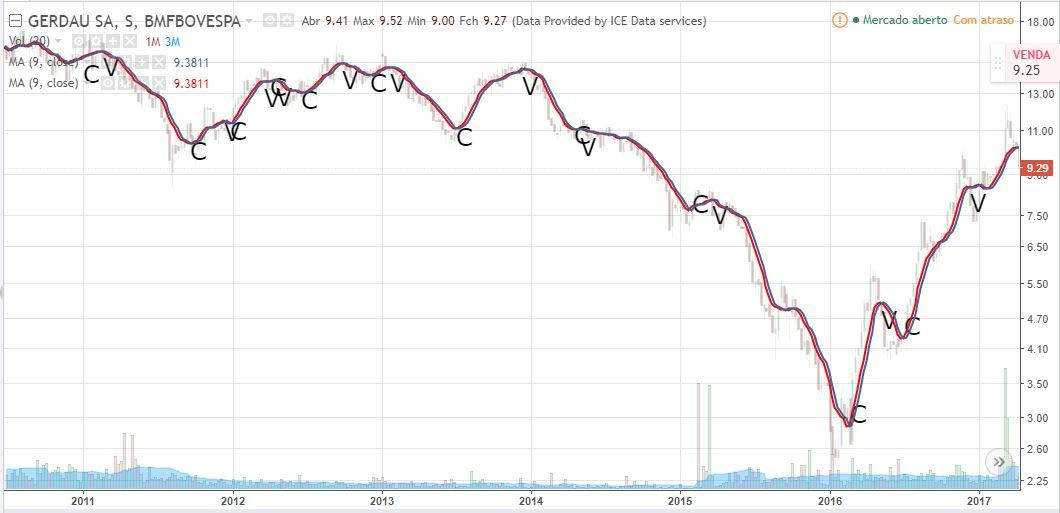 GERDAU SA, S, BMFBOVESPA Abr 9.41 Max 9.52 Min 9.00 Fch 9.27 (Data Provided by ICE Data services) Mercado aberto Com atraso
Vol (20) 1M 3M
MA (9, close) 9.3811
MA (9, close) 9.3811
VENDA
9.25
18.00
13.00
11.00
9.29
9.00
7.50
6.50
5.50
4.70
4.10
3.50
3.00
2.60
2.25
C V C V C V C V C V C V C V C V C V C V C C V
2011 2012 2013 2014 2015 2016 2017